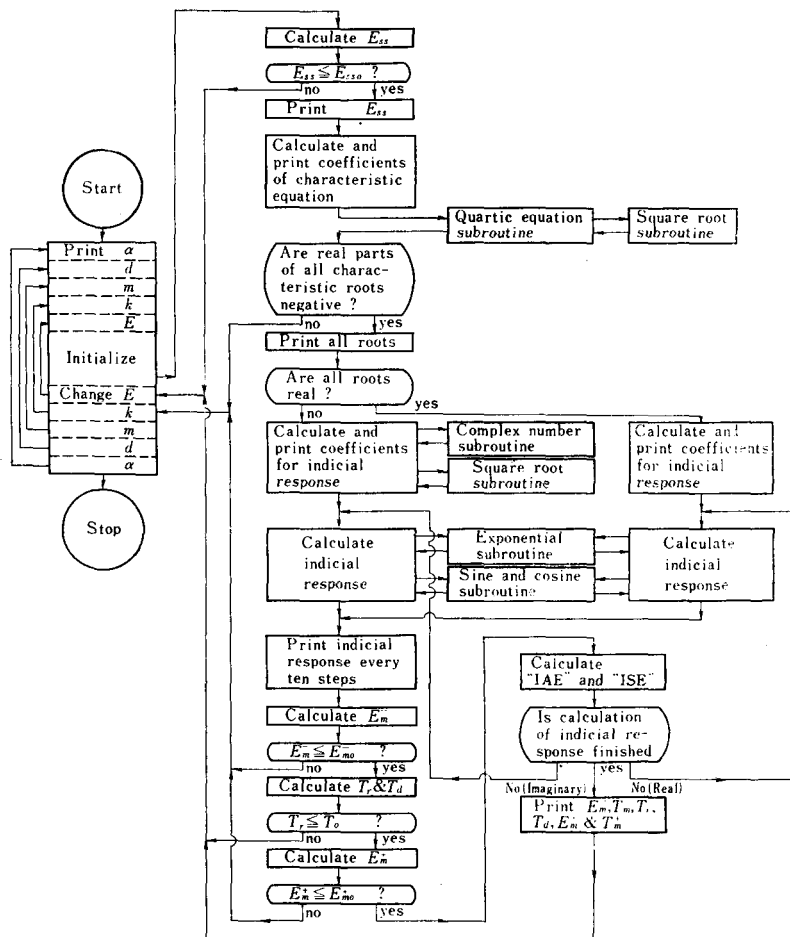 Start
Print α
d
m
k
E
Initialize
Change E
k
m
d
α
Stop
Calculate E_ss
E_ss ≦ E_sso ?
no
yes
Print E_ss
Calculate and
print coefficients
of characteristic
equation
Quartic equation
subroutine
Square root
subroutine
Are real parts
of all charac-
teristic roots
negative ?
no
yes
Print all roots
Are all roots
real ?
no
yes
Calculate and
print coefficients
for indicial
response
Complex number
subroutine
Square root
subroutine
Calculate and
print coefficients
for indicial
response
Calculate
indicial
response
Exponential
subroutine
Sine and cosine
subroutine
Calculate
indicial
response
Print indicial
response every
ten steps
Calculate E_m^-
E_m^- ≦ E_mo^- ?
no
yes
Calculate T_r & T_d
T_r ≦ T_o ?
no
yes
Calculate E_m^+
E_m^+ ≦ E_mo^+ ?
no
yes
Calculate
"IAE" and "ISE"
Is calculation
of indicial re-
sponse finished
yes
No (Imaginary)
No (Real)
Print